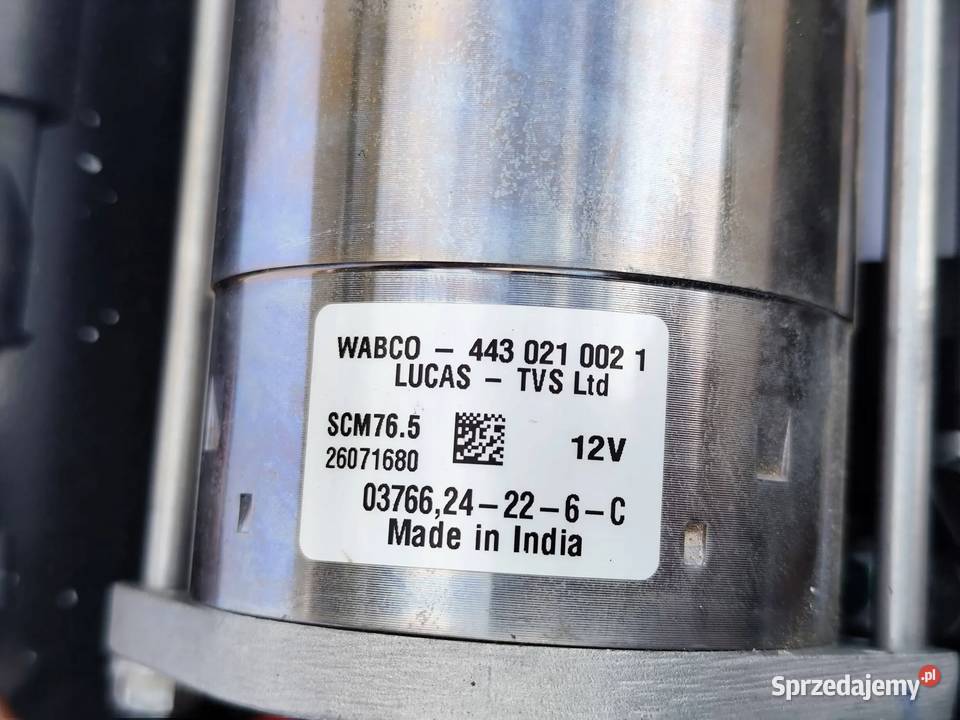 WABCO – 443 021 002 1
LUCAS – TVS Ltd
SCM76.5
12V
26071680
03766,24–22–6–C
Made in India
Sprzedajemy.pl